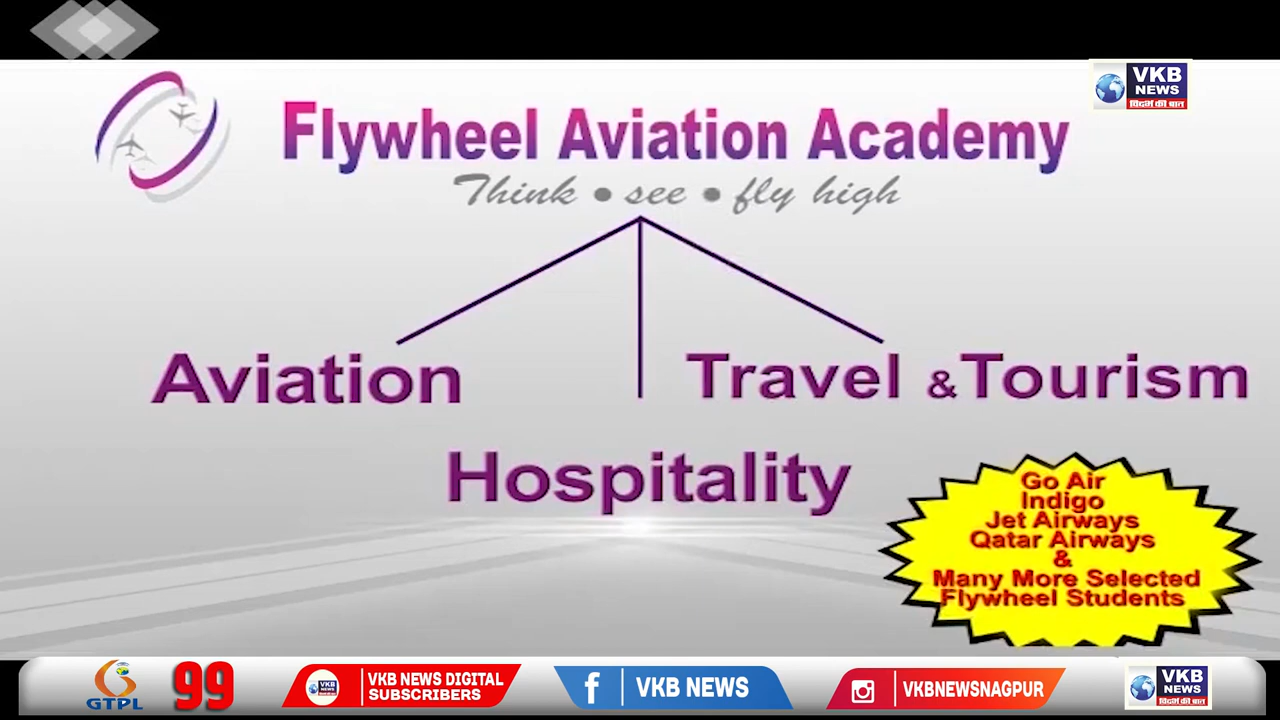 VKB
NEWS
विदर्भ की बात
Flywheel Aviation Academy
Think • see • fly high
Aviation
Travel & Tourism
Hospitality
Go Air
Indigo
Jet Airways
Qatar Airways
&
Many More Selected
Flywheel Students
GTPL
99
VKB
NEWS
VKB NEWS DIGITAL
SUBSCRIBERS
f
VKB NEWS
VKBNEWSNAGPUR
VKB
NEWS
विदर्भ की बात